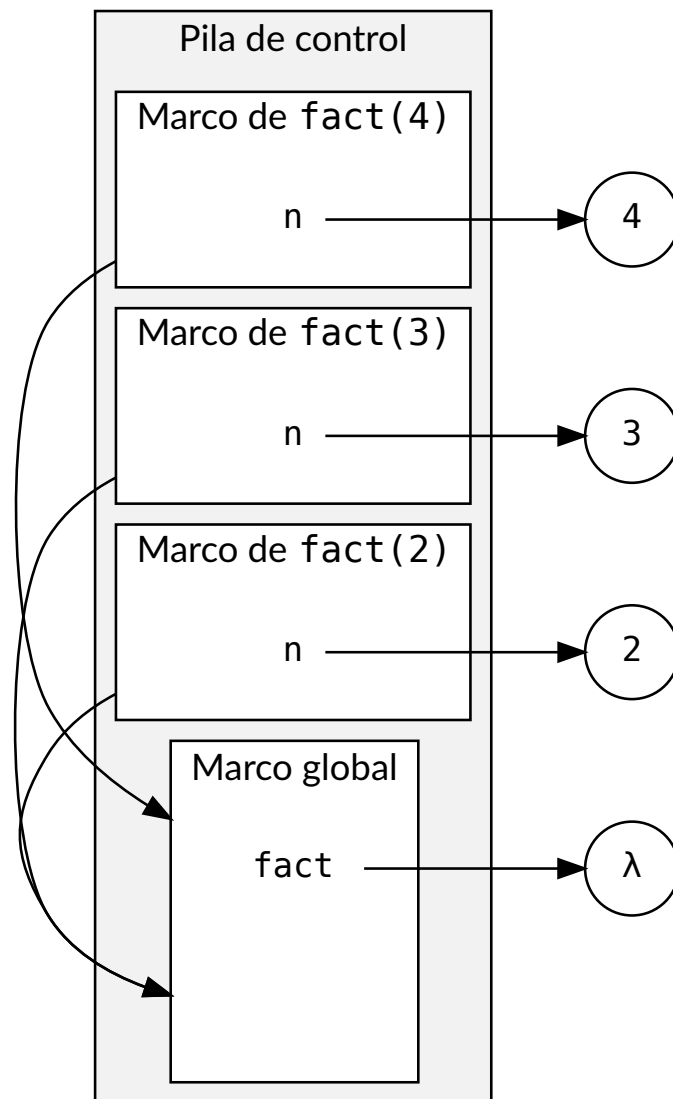 Pila de control
Marco de fact(4)
n
4
Marco de fact(3)
n
3
Marco de fact(2)
n
2
Marco global
fact
λ